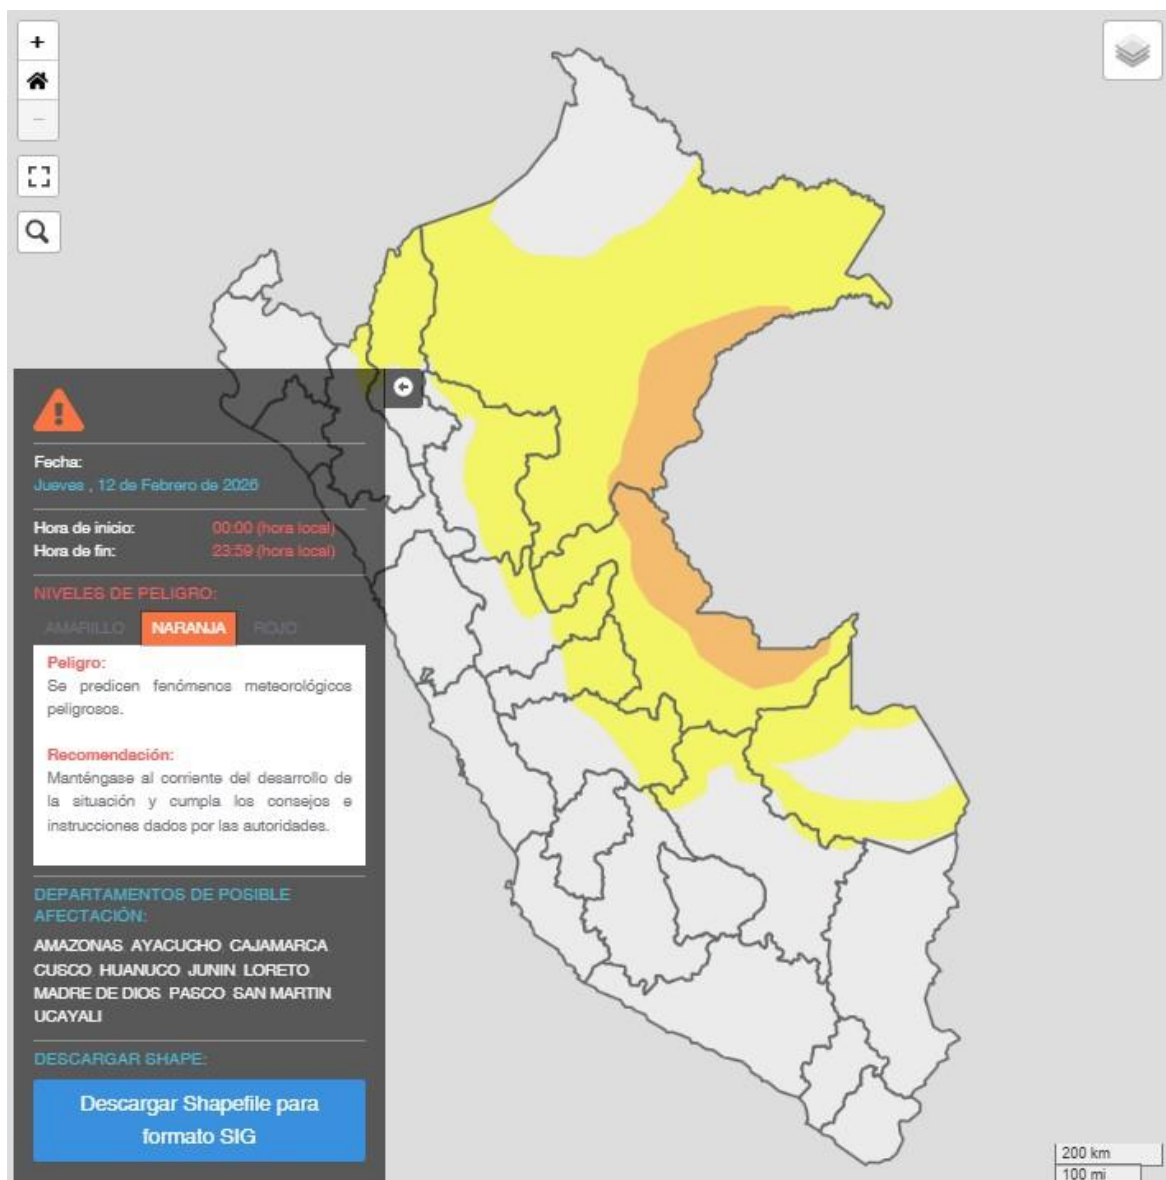 +
−
Fecha:
Jueves , 12 de Febrero de 2026
Hora de inicio: 00:00 (hora local)
Hora de fin: 23:59 (hora local)
NIVELES DE PELIGRO:
AMARILLO NARANJA ROJO
Peligro:
Se predicen fenómenos meteorológicos
peligrosos.
Recomendación:
Manténgase al corriente del desarrollo de
la situación y cumpla los consejos e
instrucciones dados por las autoridades.
DEPARTAMENTOS DE POSIBLE
AFECTACIÓN:
AMAZONAS AYACUCHO CAJAMARCA
CUSCO HUANUCO JUNIN LORETO
MADRE DE DIOS PASCO SAN MARTIN
UCAYALI
DESCARGAR SHAPE:
Descargar Shapefile para
formato SIG
200 km
100 mi